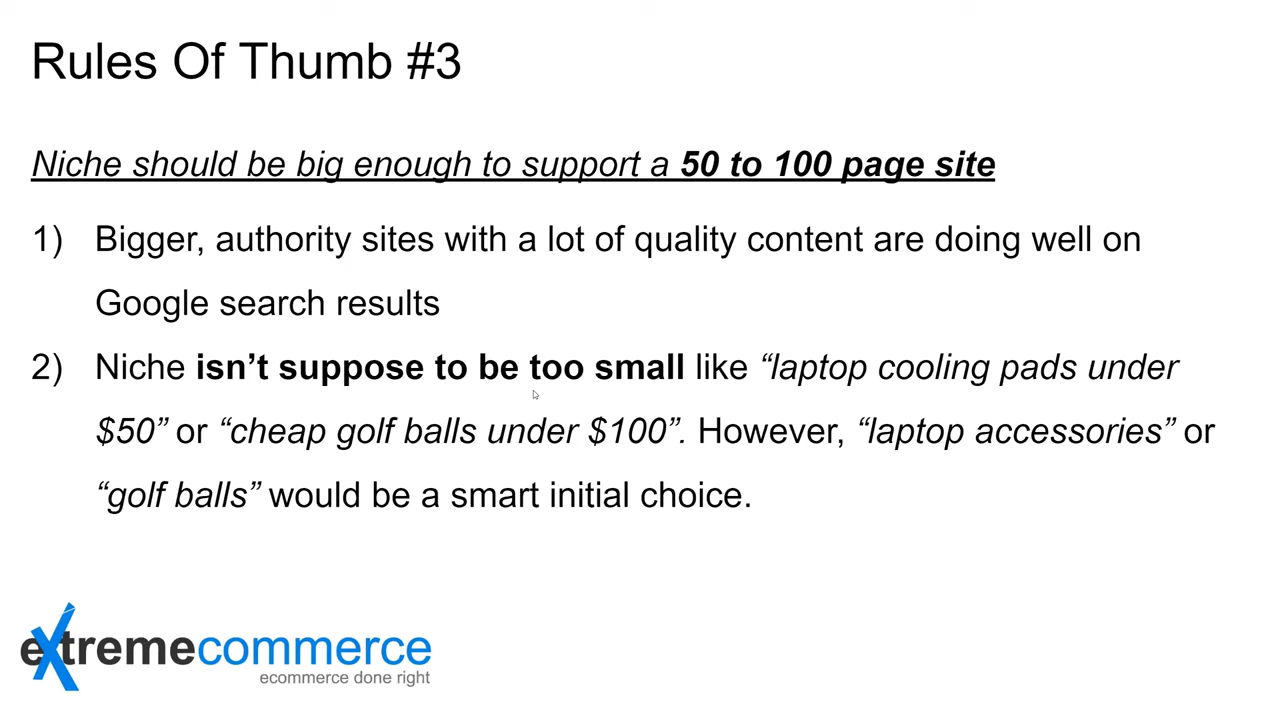 Rules Of Thumb #3
Niche should be big enough to support a 50 to 100 page site
1) Bigger, authority sites with a lot of quality content are doing well on
Google search results
2) Niche isn’t suppose to be too small like “laptop cooling pads under
$50” or “cheap golf balls under $100”. However, “laptop accessories” or
“golf balls” would be a smart initial choice.
extremecommerce
ecommerce done right